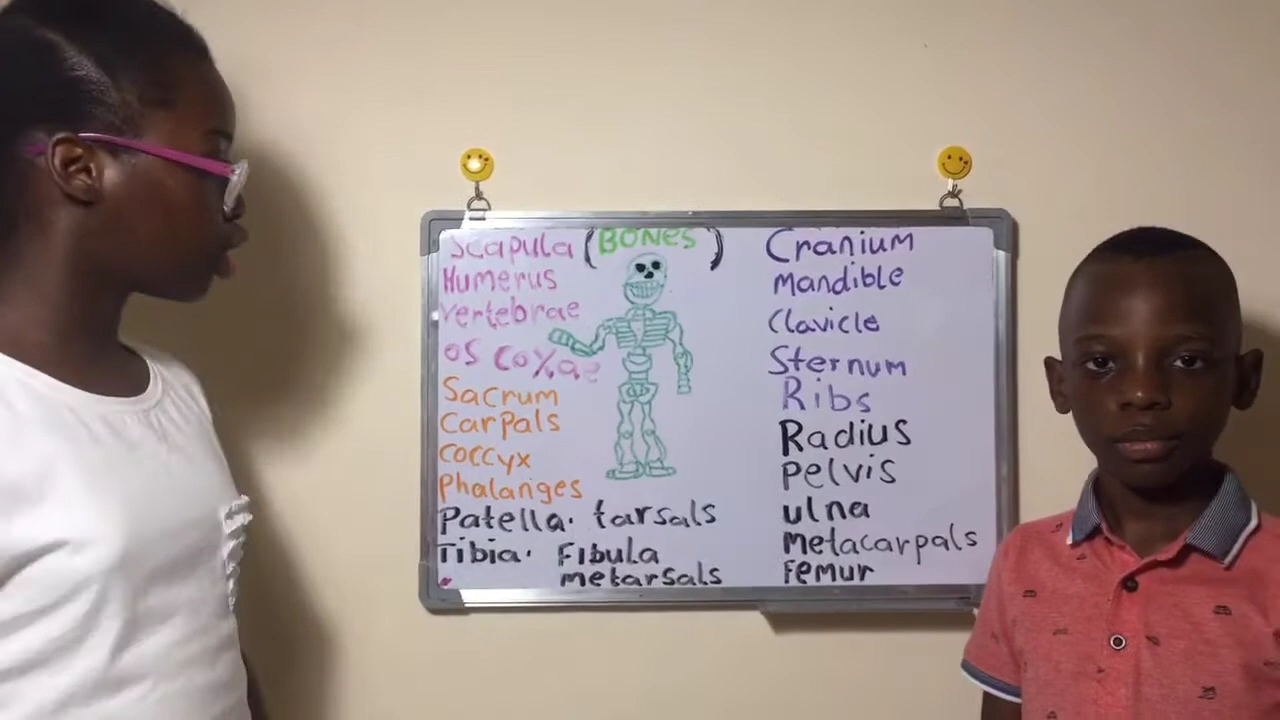 (BONES)
Scapula
Humerus
Vertebrae
os coxae
Sacrum
Carpals
coccyx
Phalanges
Patella. tarsals
Tibia. Fibula
metarsals
Cranium
Mandible
Clavicle
Sternum
Ribs
Radius
Pelvis
ulna
Metacarpals
Femur